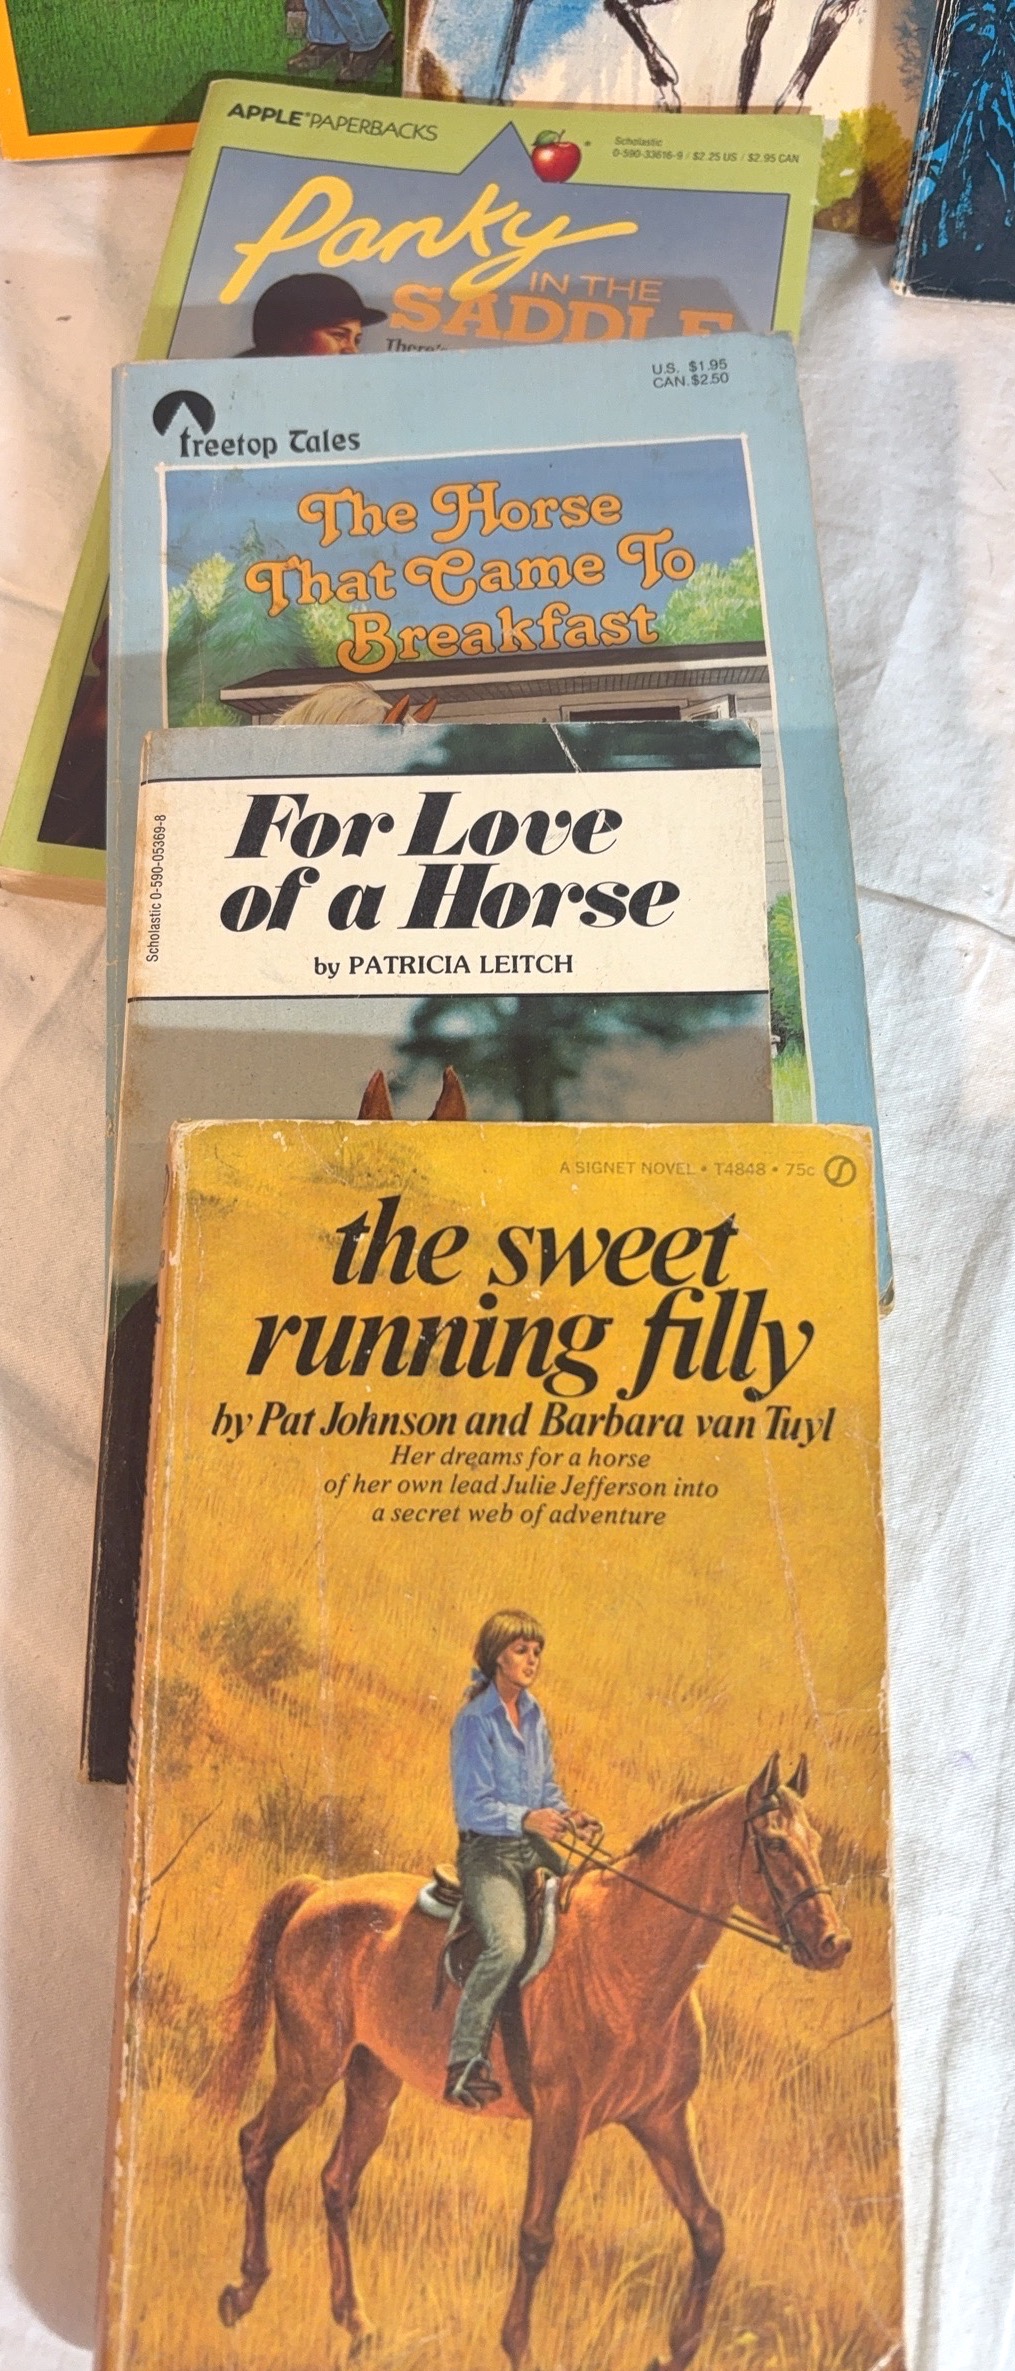 APPLE® PAPERBACKS
Scholastic
0-590-33616-9 / $2.25 US / $2.95 CAN
Panky
IN THE
SADDLE
There's
U.S. $1.95
CAN. $2.50
Treetop Tales
The Horse
That Came To
Breakfast
For Love
of a Horse
by PATRICIA LEITCH
Scholastic 0-590-05369-8
A SIGNET NOVEL • T4848 • 75c
the sweet
running filly
by Pat Johnson and Barbara van Tuyl
Her dreams for a horse
of her own lead Julie Jefferson into
a secret web of adventure